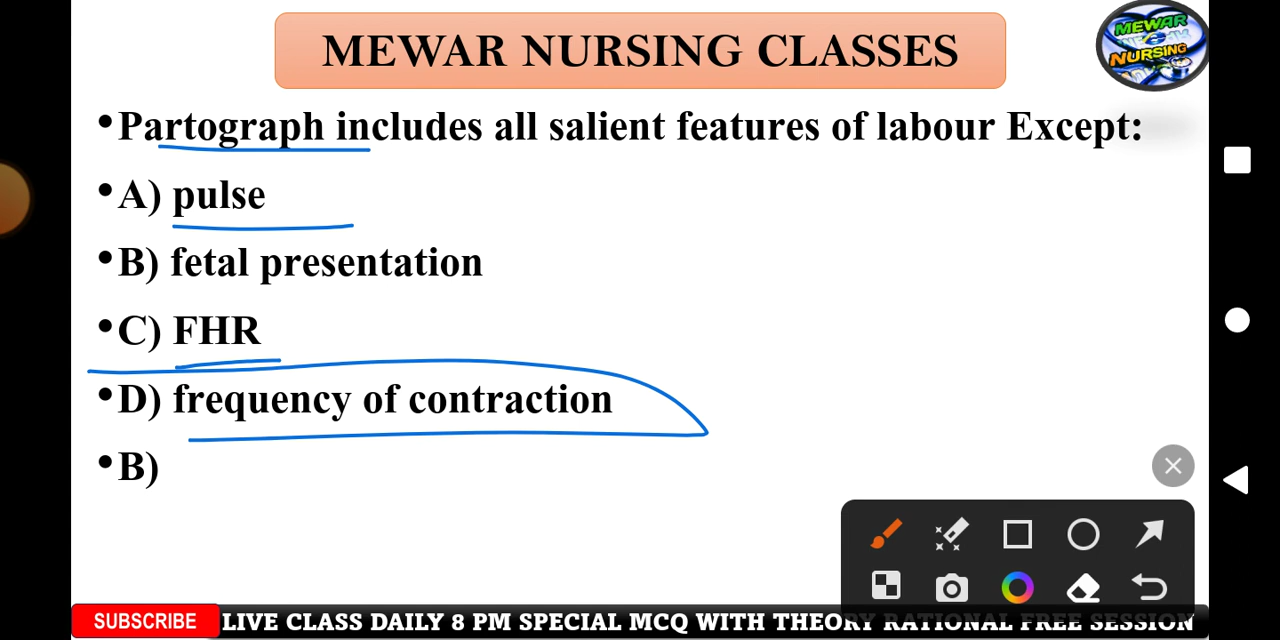 MEWAR NURSING CLASSES
MEWAR
NURSING
•Partograph includes all salient features of labour Except:
•A) pulse
•B) fetal presentation
•C) FHR
•D) frequency of contraction
•B)
SUBSCRIBE LIVE CLASS DAILY 8 PM SPECIAL MCQ WITH THEORY RATIONAL FREE SESSION